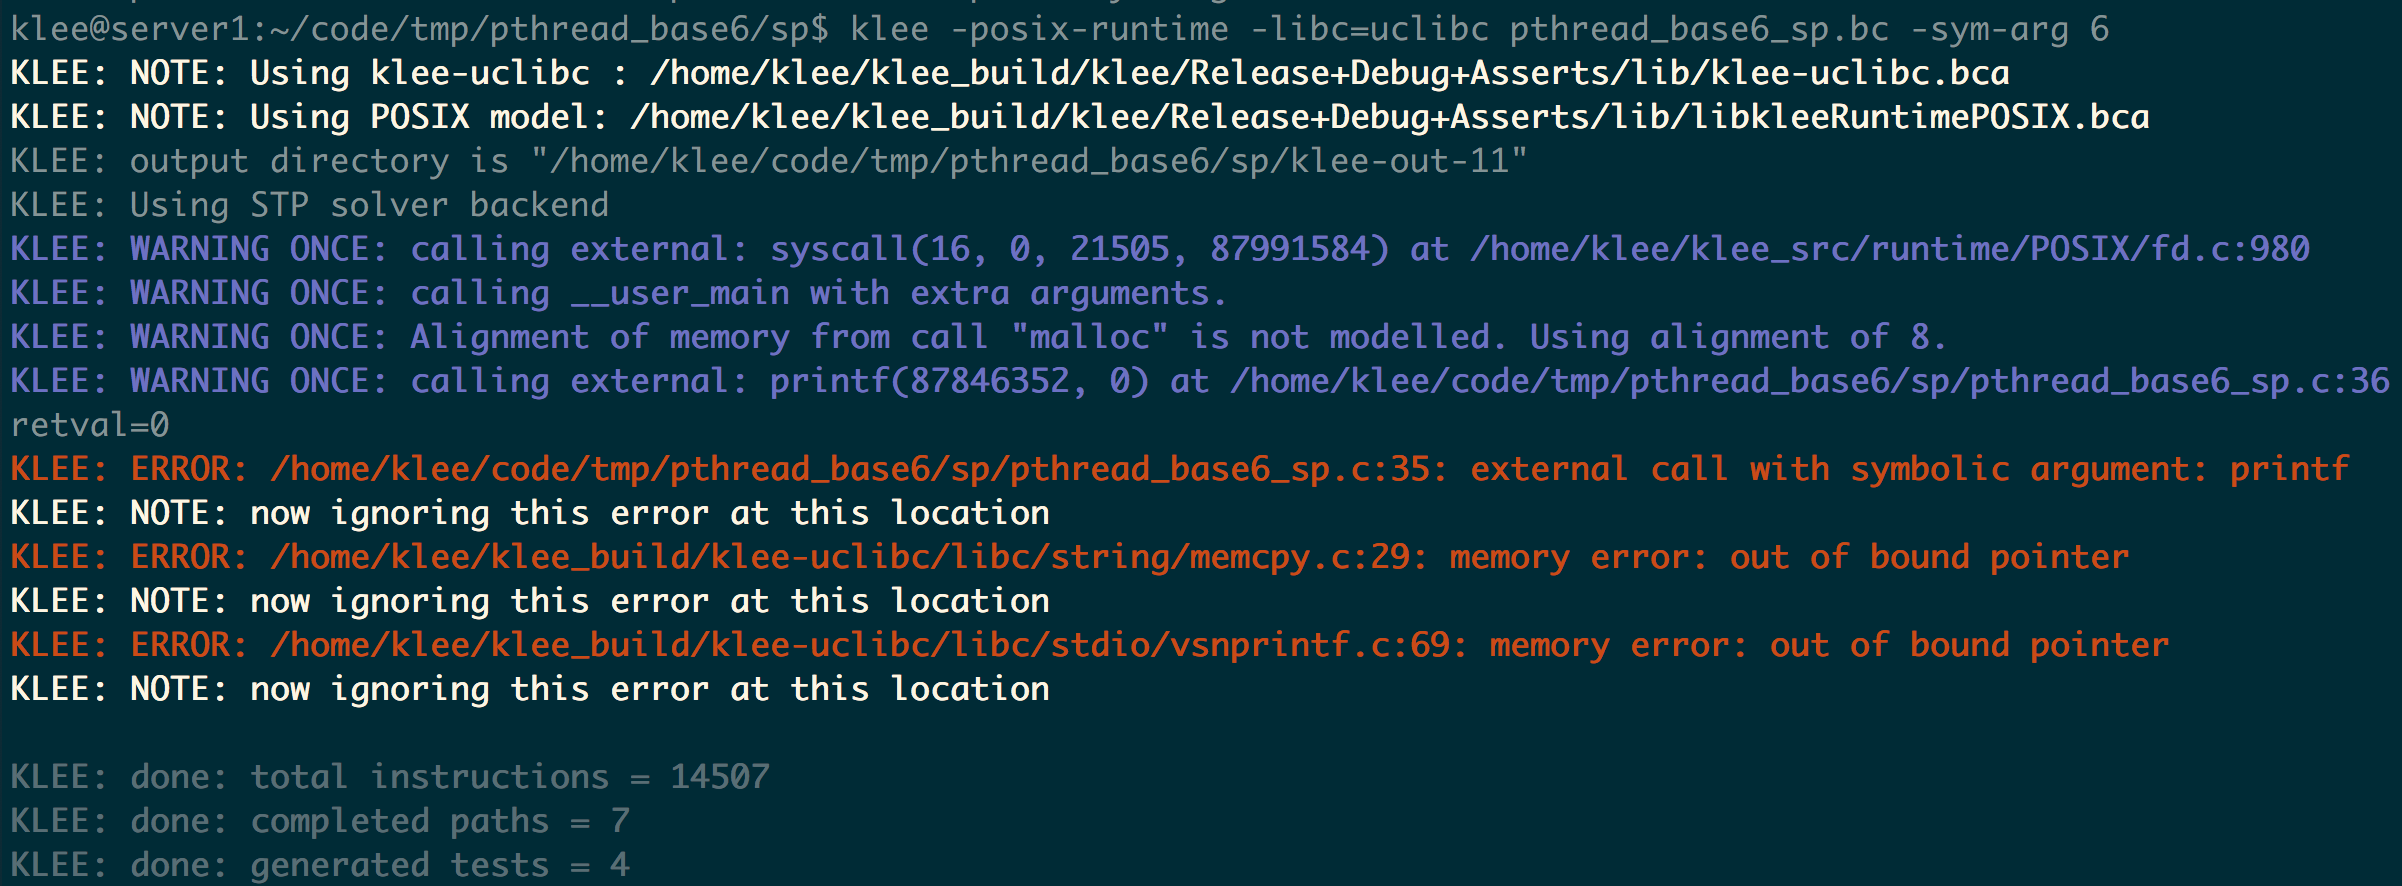 klee@server1:~/code/tmp/pthread_base6/sp$ klee -posix-runtime -libc=uclibc pthread_base6_sp.bc -sym-arg 6
KLEE: NOTE: Using klee-uclibc : /home/klee/klee_build/klee/Release+Debug+Asserts/lib/klee-uclibc.bca
KLEE: NOTE: Using POSIX model: /home/klee/klee_build/klee/Release+Debug+Asserts/lib/libkleeRuntimePOSIX.bca
KLEE: output directory is "/home/klee/code/tmp/pthread_base6/sp/klee-out-11"
KLEE: Using STP solver backend
KLEE: WARNING ONCE: calling external: syscall(16, 0, 21505, 87991584) at /home/klee/klee_src/runtime/POSIX/fd.c:980
KLEE: WARNING ONCE: calling __user_main with extra arguments.
KLEE: WARNING ONCE: Alignment of memory from call "malloc" is not modelled. Using alignment of 8.
KLEE: WARNING ONCE: calling external: printf(87846352, 0) at /home/klee/code/tmp/pthread_base6/sp/pthread_base6_sp.c:36
retval=0
KLEE: ERROR: /home/klee/code/tmp/pthread_base6/sp/pthread_base6_sp.c:35: external call with symbolic argument: printf
KLEE: NOTE: now ignoring this error at this location
KLEE: ERROR: /home/klee/klee_build/klee-uclibc/libc/string/memcpy.c:29: memory error: out of bound pointer
KLEE: NOTE: now ignoring this error at this location
KLEE: ERROR: /home/klee/klee_build/klee-uclibc/libc/stdio/vsnprintf.c:69: memory error: out of bound pointer
KLEE: NOTE: now ignoring this error at this location
KLEE: done: total instructions = 14507
KLEE: done: completed paths = 7
KLEE: done: generated tests = 4